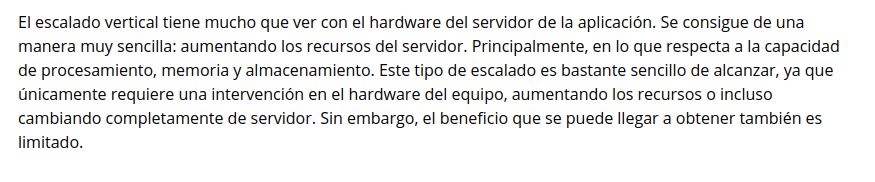 El escalado vertical tiene mucho que ver con el hardware del servidor de la aplicación. Se consigue de una
manera muy sencilla: aumentando los recursos del servidor. Principalmente, en lo que respecta a la capacidad
de procesamiento, memoria y almacenamiento. Este tipo de escalado es bastante sencillo de alcanzar, ya que
únicamente requiere una intervención en el hardware del equipo, aumentando los recursos o incluso
cambiando completamente de servidor. Sin embargo, el beneficio que se puede llegar a obtener también es
limitado.